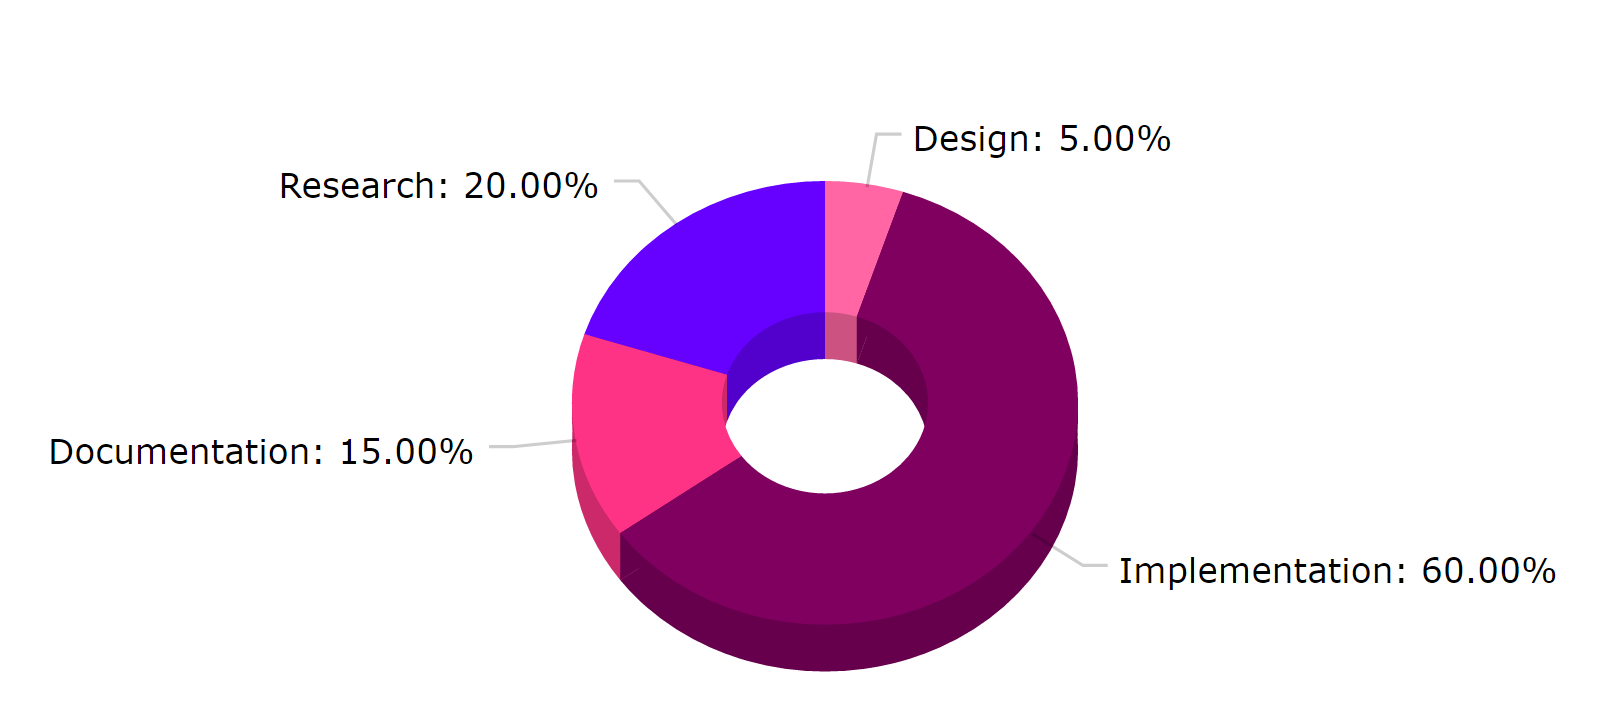 Design: 5.00%
Research: 20.00%
Documentation: 15.00%
Implementation: 60.00%